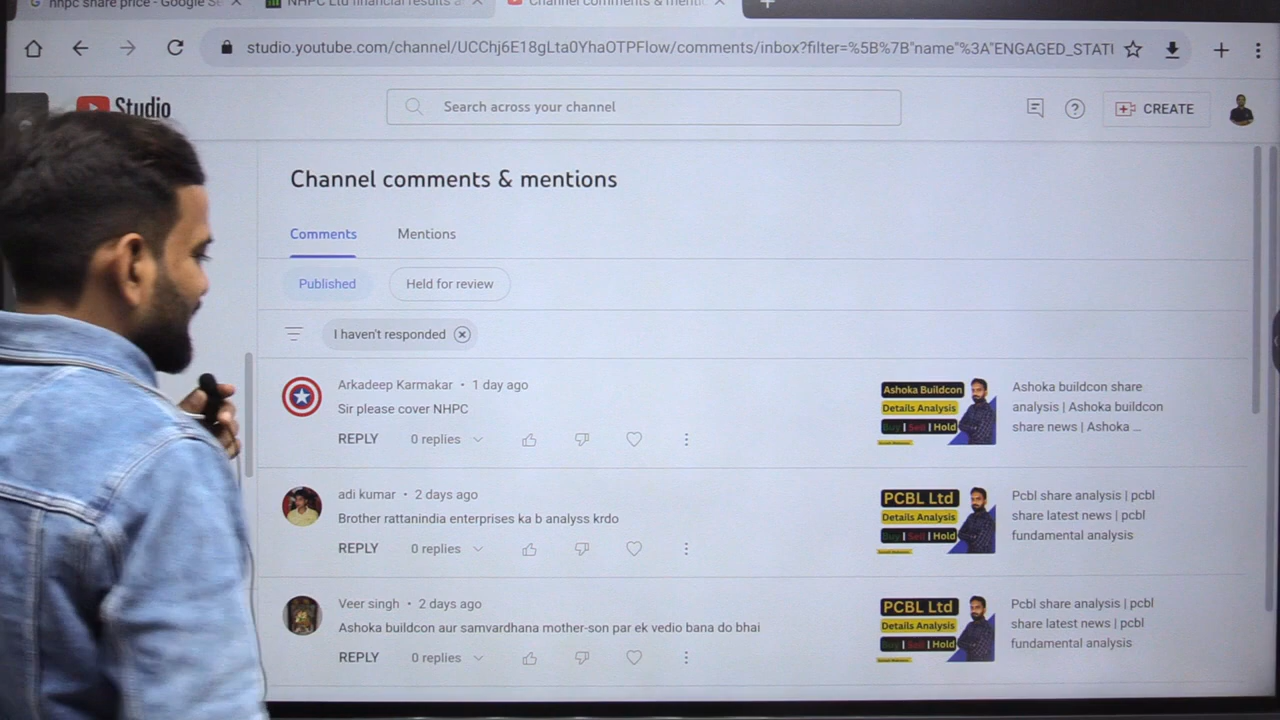 nhpc share price - Google Se
NHPC Ltd financial results a
Channel comments & menti
studio.youtube.com/channel/UCChj6E18gLta0YhaOTPFlow/comments/inbox?filter=%5B%7B"name"%3A"ENGAGED_STATU
Studio
Search across your channel
CREATE
Channel comments & mentions
Comments
Mentions
Published
Held for review
I haven't responded
Arkadeep Karmakar • 1 day ago
Sir please cover NHPC
REPLY
0 replies
Ashoka Buildcon
Details Analysis
Buy | Sell | Hold
Ashoka buildcon share
analysis | Ashoka buildcon
share news | Ashoka ...
adi kumar • 2 days ago
Brother rattanindia enterprises ka b analyss krdo
REPLY
0 replies
PCBL Ltd
Details Analysis
Buy | Sell | Hold
Pcbl share analysis | pcbl
share latest news | pcbl
fundamental analysis
Veer singh • 2 days ago
Ashoka buildcon aur samvardhana mother-son par ek vedio bana do bhai
REPLY
0 replies
PCBL Ltd
Details Analysis
Buy | Sell | Hold
Pcbl share analysis | pcbl
share latest news | pcbl
fundamental analysis